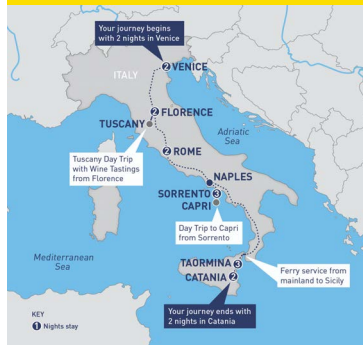 Your journey begins
with 2 nights in Venice
2 VENICE
ITALY
2 FLORENCE
TUSCANY
Adriatic
Sea
Tuscany Day Trip
with Wine Tastings
from Florence
2 ROME
NAPLES
SORRENTO 3
CAPRI
Day Trip to Capri
from Sorrento
Mediterranean
Sea
TAORMINA 3
CATANIA 2
Ferry service from
mainland to Sicily
Your journey ends with
2 nights in Catania
KEY
1 Nights stay